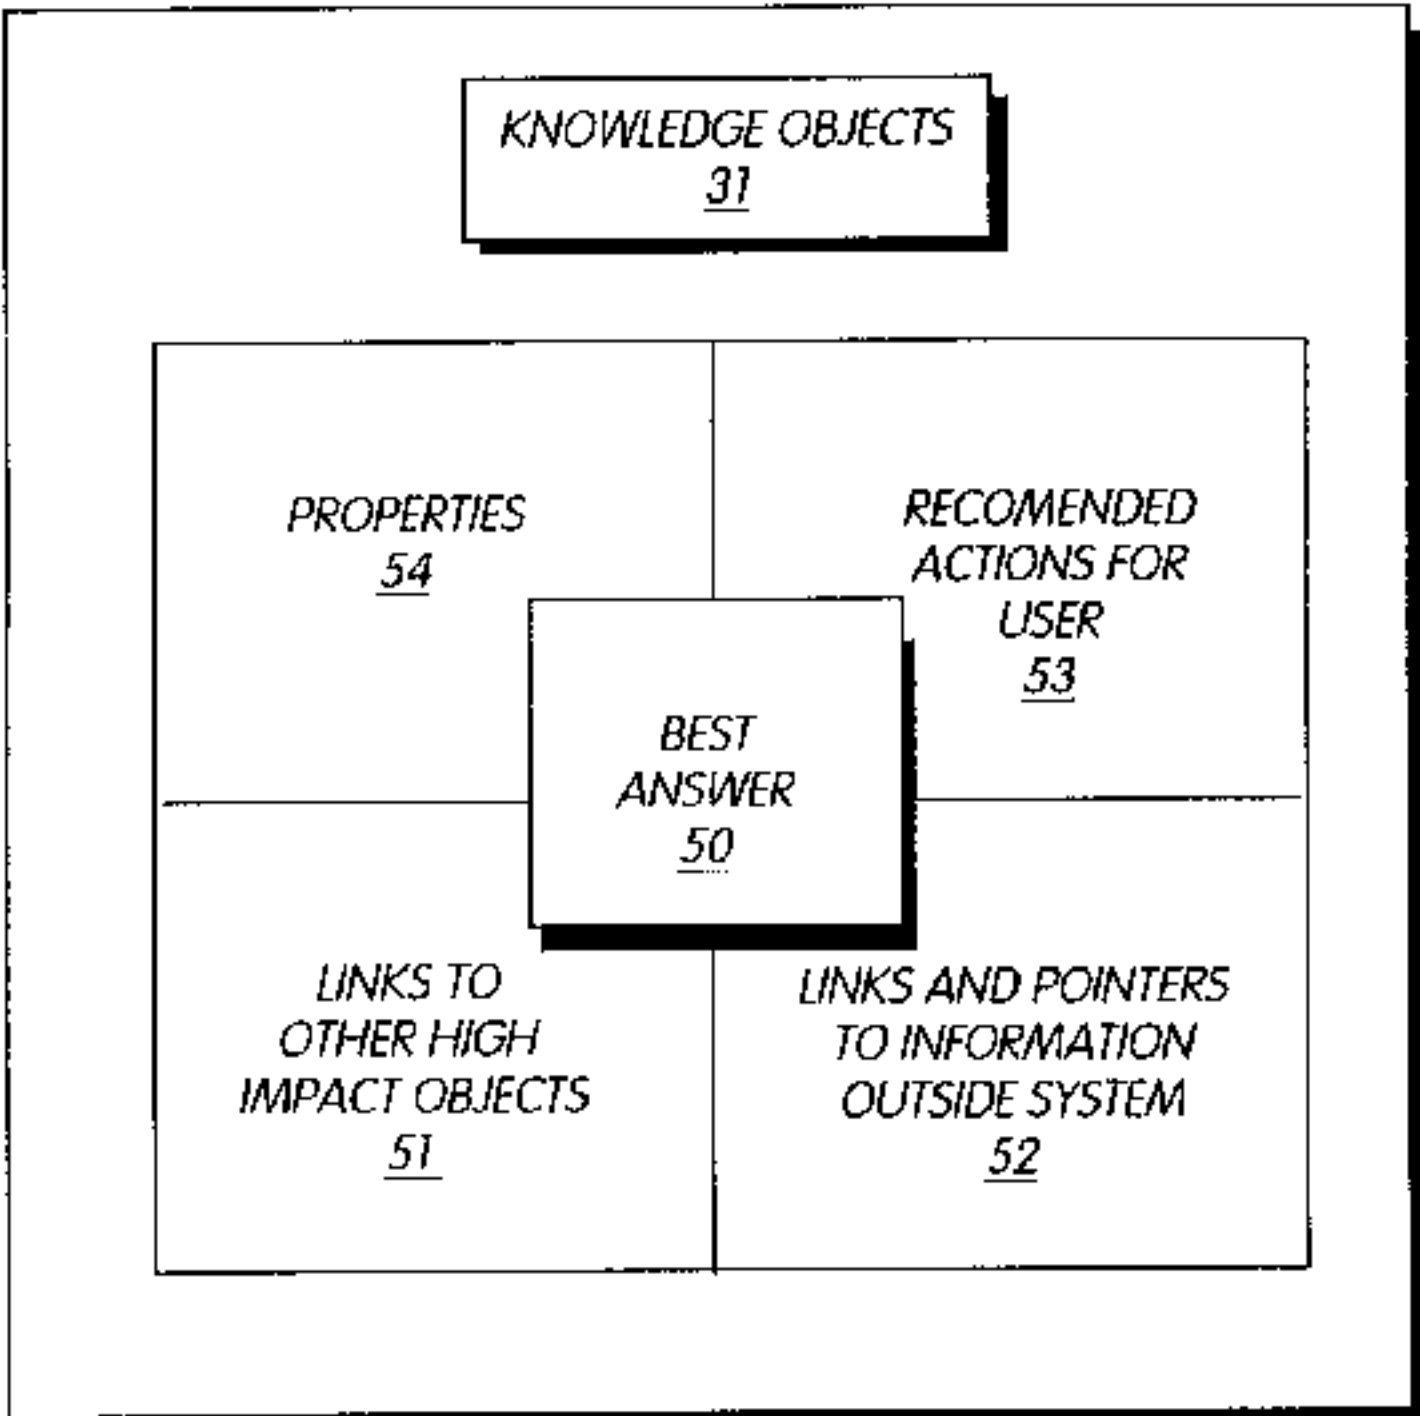 KNOWLEDGE OBJECTS
31
PROPERTIES
54
RECOMENDED
ACTIONS FOR
USER
53
BEST
ANSWER
50
LINKS TO
OTHER HIGH
IMPACT OBJECTS
51
LINKS AND POINTERS
TO INFORMATION
OUTSIDE SYSTEM
52